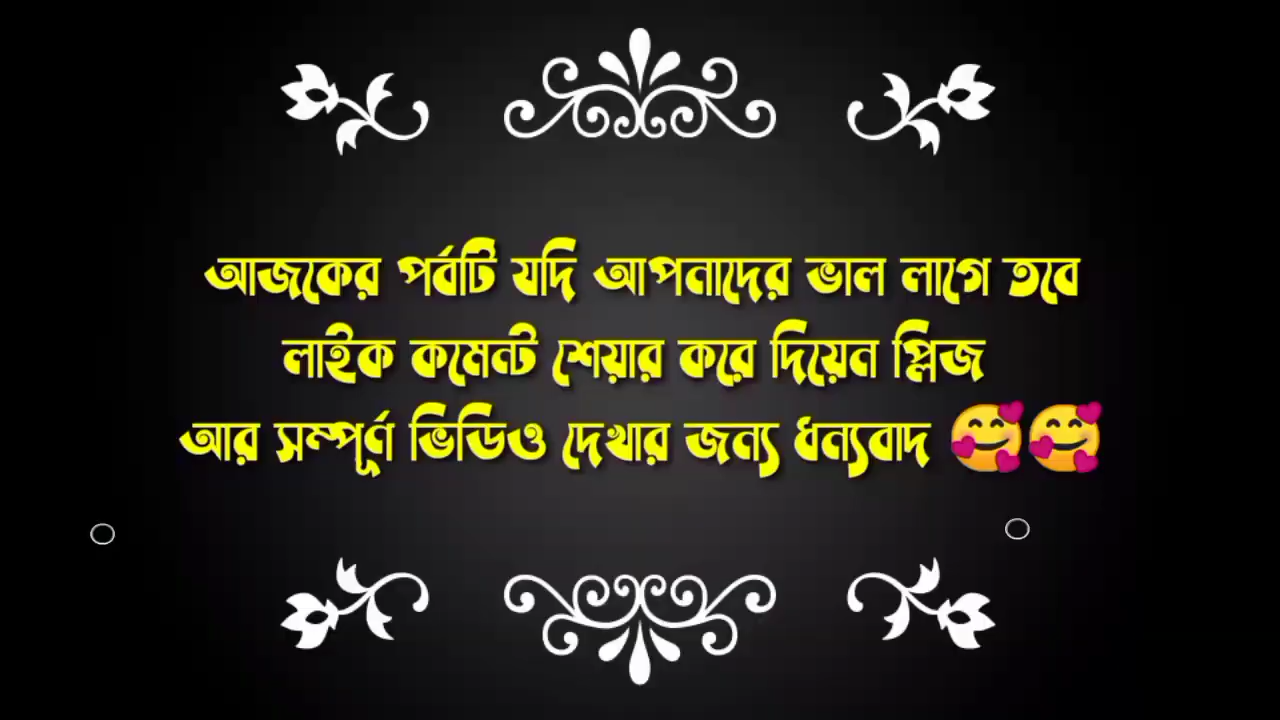 আজকের পর্বটি যদি আপনাদের ভাল লাগে তবে
লাইক কমেন্ট শেয়ার করে দিয়েন প্লিজ
আর সম্পূর্ণ ভিডিও দেখার জন্য ধন্যবাদ 🥰🥰